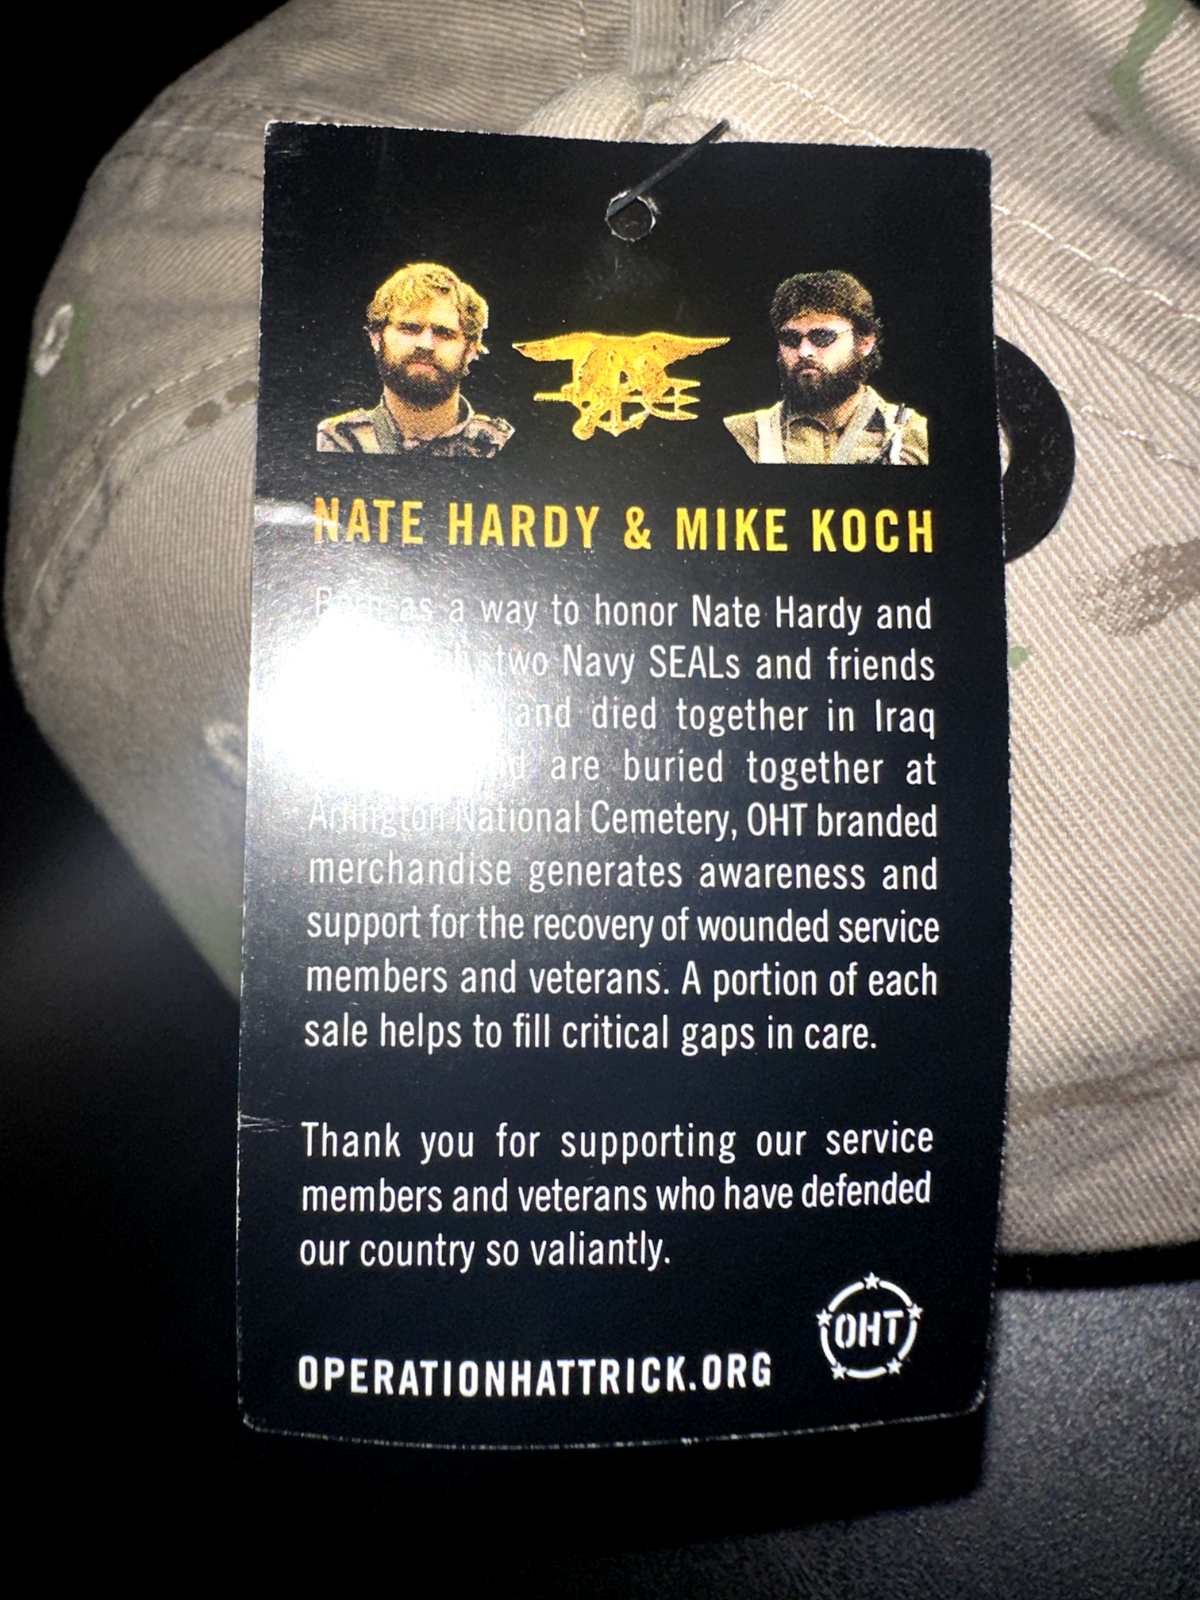 NATE HARDY & MIKE KOCH
Born as a way to honor Nate Hardy and
two Navy SEALs and friends
and died together in Iraq
are buried together at
Arlington National Cemetery, OHT branded
merchandise generates awareness and
support for the recovery of wounded service
members and veterans. A portion of each
sale helps to fill critical gaps in care.
Thank you for supporting our service
members and veterans who have defended
our country so valiantly.
OHT
OPERATIONHATTRICK.ORG